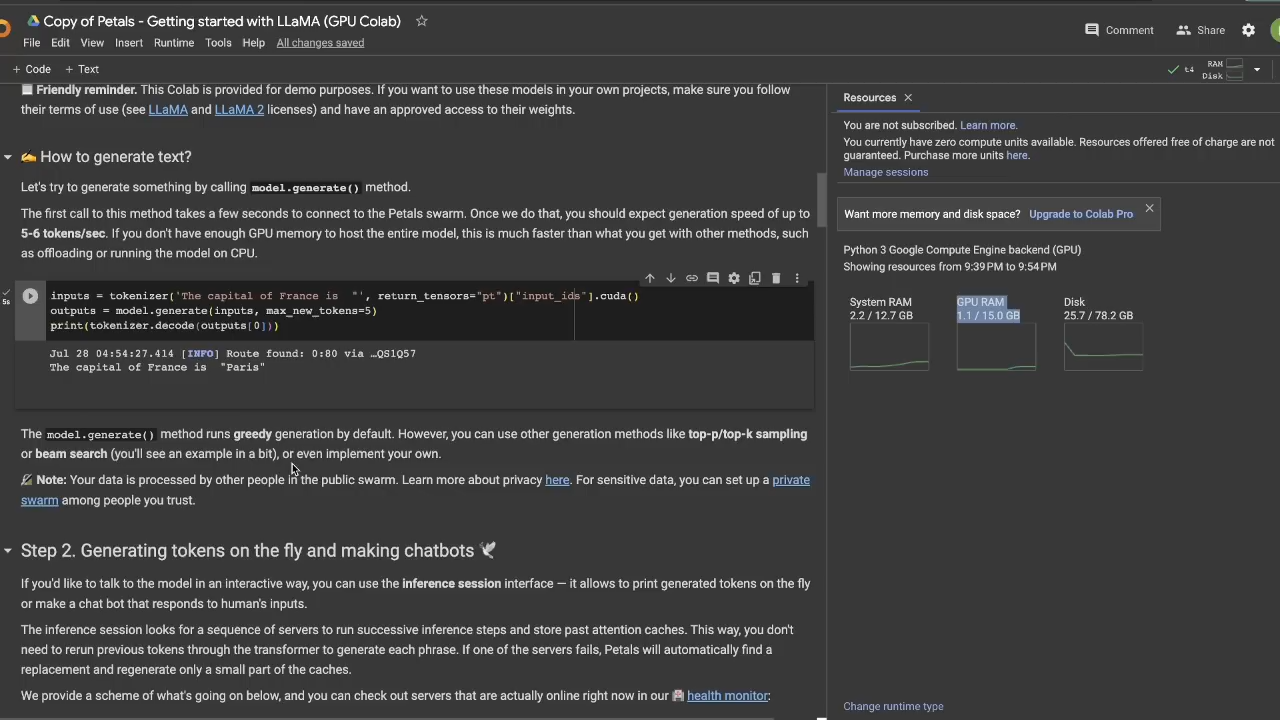 Copy of Petals - Getting started with LLaMA (GPU Colab)
File Edit View Insert Runtime Tools Help All changes saved
Comment Share
+ Code + Text
T4 RAM
Disk
Friendly reminder. This Colab is provided for demo purposes. If you want to use these models in your own projects, make sure you follow
their terms of use (see LLaMA and LLaMA 2 licenses) and have an approved access to their weights.
How to generate text?
Let's try to generate something by calling model.generate() method.
The first call to this method takes a few seconds to connect to the Petals swarm. Once we do that, you should expect generation speed of up to
5-6 tokens/sec. If you don't have enough GPU memory to host the entire model, this is much faster than what you get with other methods, such
as offloading or running the model on CPU.
5s
inputs = tokenizer('The capital of France is  "', return_tensors="pt")["input_ids"].cuda()
outputs = model.generate(inputs, max_new_tokens=5)
print(tokenizer.decode(outputs[0]))
Jul 28 04:54:27.414 [INFO] Route found: 0:80 via …QS1Q57
The capital of France is  "Paris"
The model.generate() method runs greedy generation by default. However, you can use other generation methods like top-p/top-k sampling
or beam search (you'll see an example in a bit), or even implement your own.
Note: Your data is processed by other people in the public swarm. Learn more about privacy here. For sensitive data, you can set up a private
swarm among people you trust.
Step 2. Generating tokens on the fly and making chatbots
If you'd like to talk to the model in an interactive way, you can use the inference session interface — it allows to print generated tokens on the fly
or make a chat bot that responds to human's inputs.
The inference session looks for a sequence of servers to run successive inference steps and store past attention caches. This way, you don't
need to rerun previous tokens through the transformer to generate each phrase. If one of the servers fails, Petals will automatically find a
replacement and regenerate only a small part of the caches.
We provide a scheme of what's going on below, and you can check out servers that are actually online right now in our health monitor:
Resources
You are not subscribed. Learn more.
You currently have zero compute units available. Resources offered free of charge are not
guaranteed. Purchase more units here.
Manage sessions
Want more memory and disk space? Upgrade to Colab Pro
Python 3 Google Compute Engine backend (GPU)
Showing resources from 9:39 PM to 9:54 PM
System RAM
2.2 / 12.7 GB
GPU RAM
1.1 / 15.0 GB
Disk
25.7 / 78.2 GB
Change runtime type